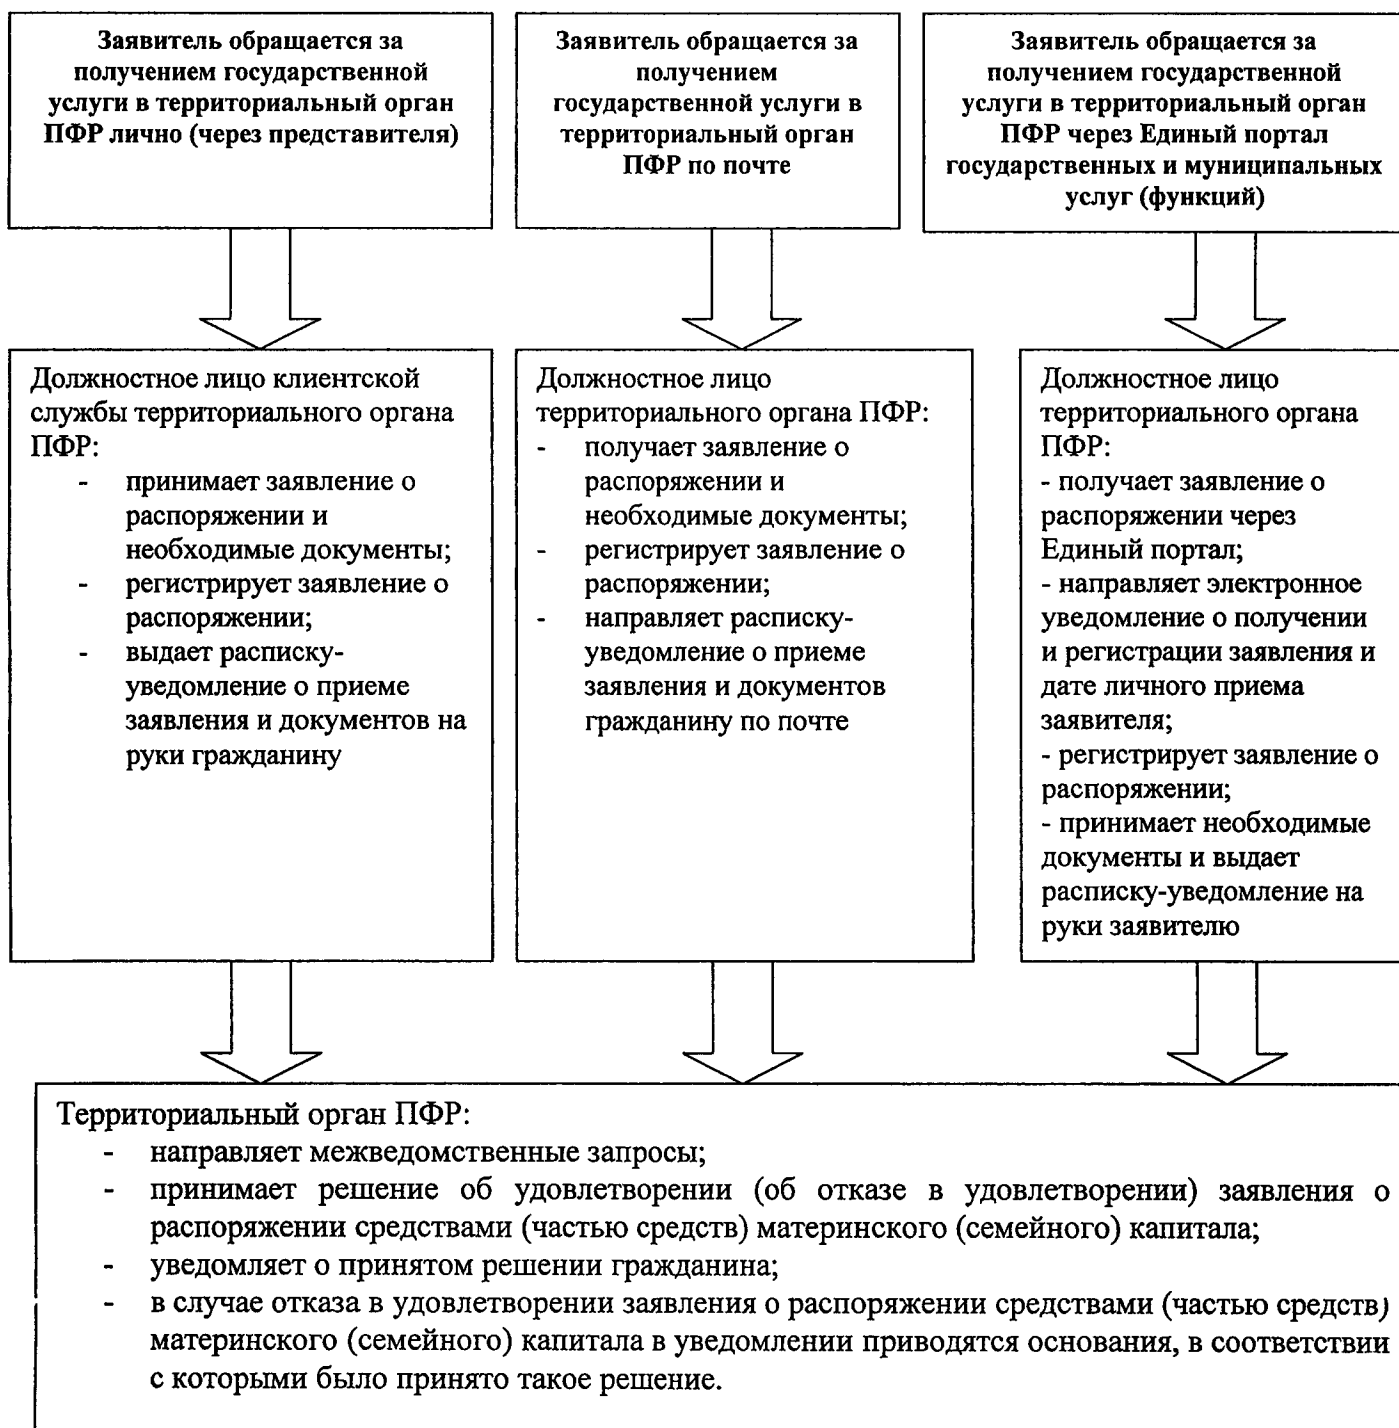 Заявитель обращается за
получением государственной
услуги в территориальный орган
ПФР лично (через представителя)
Заявитель обращается за
получением
государственной услуги в
территориальный орган
ПФР по почте
Заявитель обращается за
получением государственной
услуги в территориальный орган
ПФР через Единый портал
государственных и муниципальных
услуг (функций)
Должностное лицо клиентской
службы территориального органа
ПФР:
- принимает заявление о
распоряжении и
необходимые документы;
- регистрирует заявление о
распоряжении;
- выдает расписку-
уведомление о приеме
заявления и документов на
руки гражданину
Должностное лицо
территориального органа ПФР:
- получает заявление о
распоряжении и
необходимые документы;
- регистрирует заявление о
распоряжении;
- направляет расписку-
уведомление о приеме
заявления и документов
гражданину по почте
Должностное лицо
территориального органа
ПФР:
- получает заявление о
распоряжении через
Единый портал;
- направляет электронное
уведомление о получении
и регистрации заявления и
дате личного приема
заявителя;
- регистрирует заявление о
распоряжении;
- принимает необходимые
документы и выдает
расписку-уведомление на
руки заявителю
Территориальный орган ПФР:
- направляет межведомственные запросы;
- принимает решение об удовлетворении (об отказе в удовлетворении) заявления о
распоряжении средствами (частью средств) материнского (семейного) капитала;
- уведомляет о принятом решении гражданина;
- в случае отказа в удовлетворении заявления о распоряжении средствами (частью средств)
материнского (семейного) капитала в уведомлении приводятся основания, в соответствии
с которыми было принято такое решение.